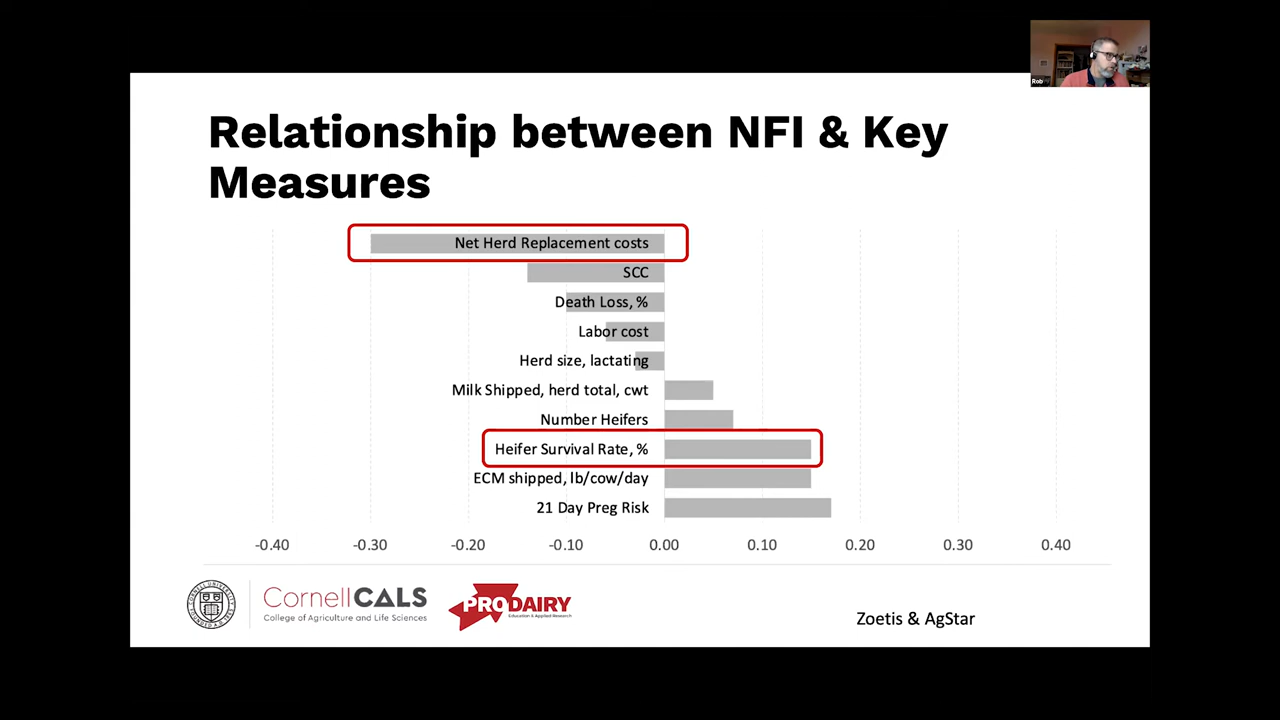 Rob
Relationship between NFI & Key
Measures
Net Herd Replacement costs
SCC
Death Loss, %
Labor cost
Herd size, lactating
Milk Shipped, herd total, cwt
Number Heifers
Heifer Survival Rate, %
ECM shipped, lb/cow/day
21 Day Preg Risk
-0.40 -0.30 -0.20 -0.10 0.00 0.10 0.20 0.30 0.40
CornellCALS
College of Agriculture and Life Sciences
PRODAIRY
Education & Applied Research
Zoetis & AgStar